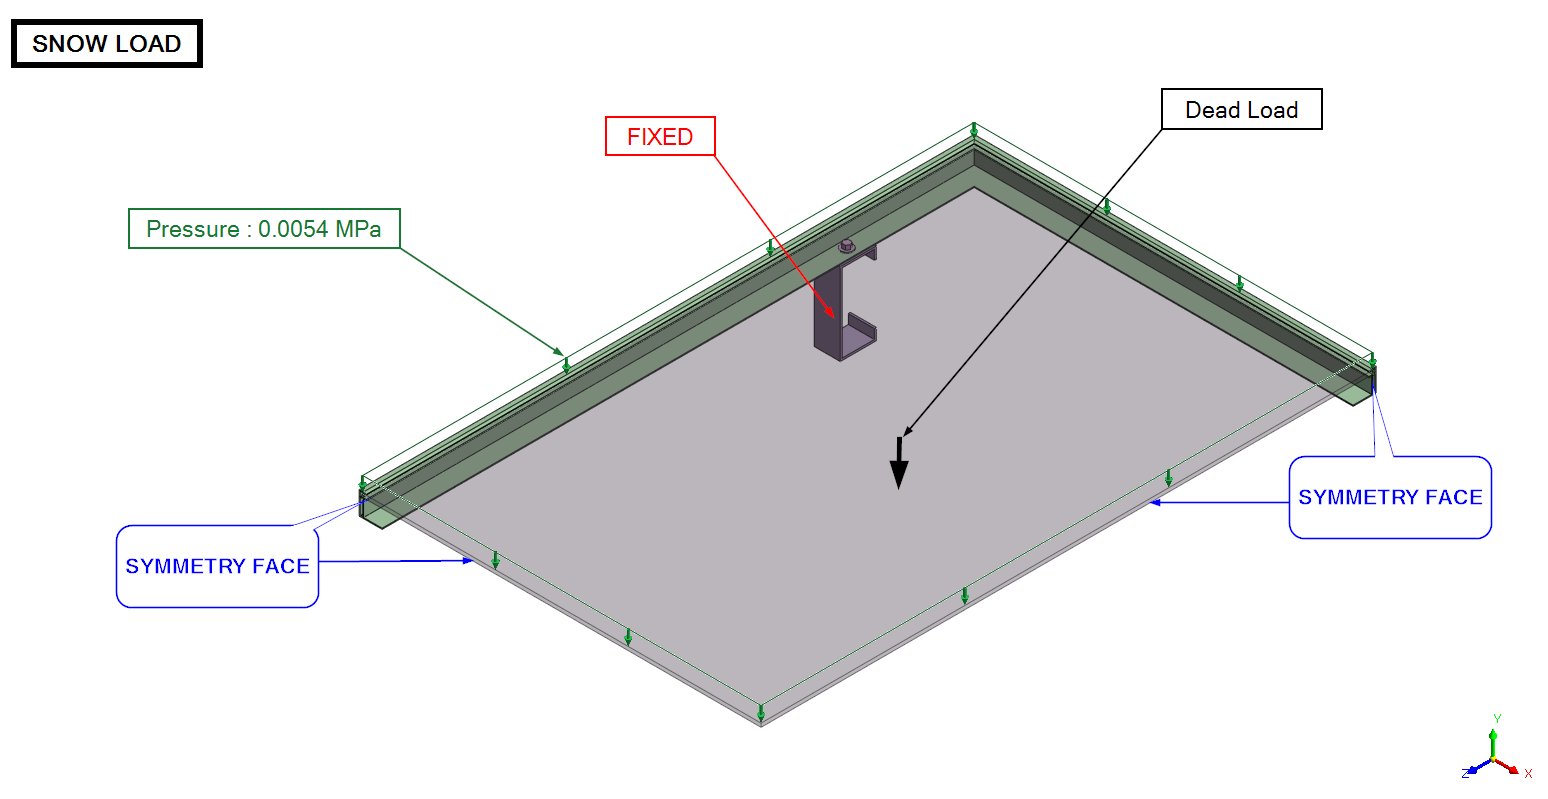 SNOW LOAD
Dead Load
FIXED
Pressure : 0.0054 MPa
SYMMETRY FACE
SYMMETRY FACE
Y
Z
X